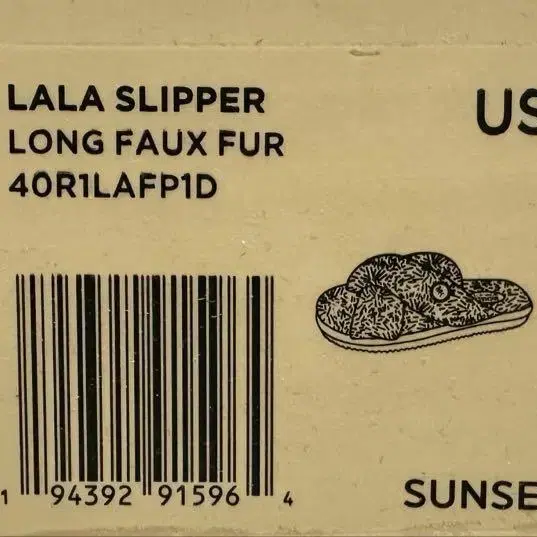 LALA SLIPPER
LONG FAUX FUR
40R1LAFP1D
US
1 94392 91596 4
SUNSE